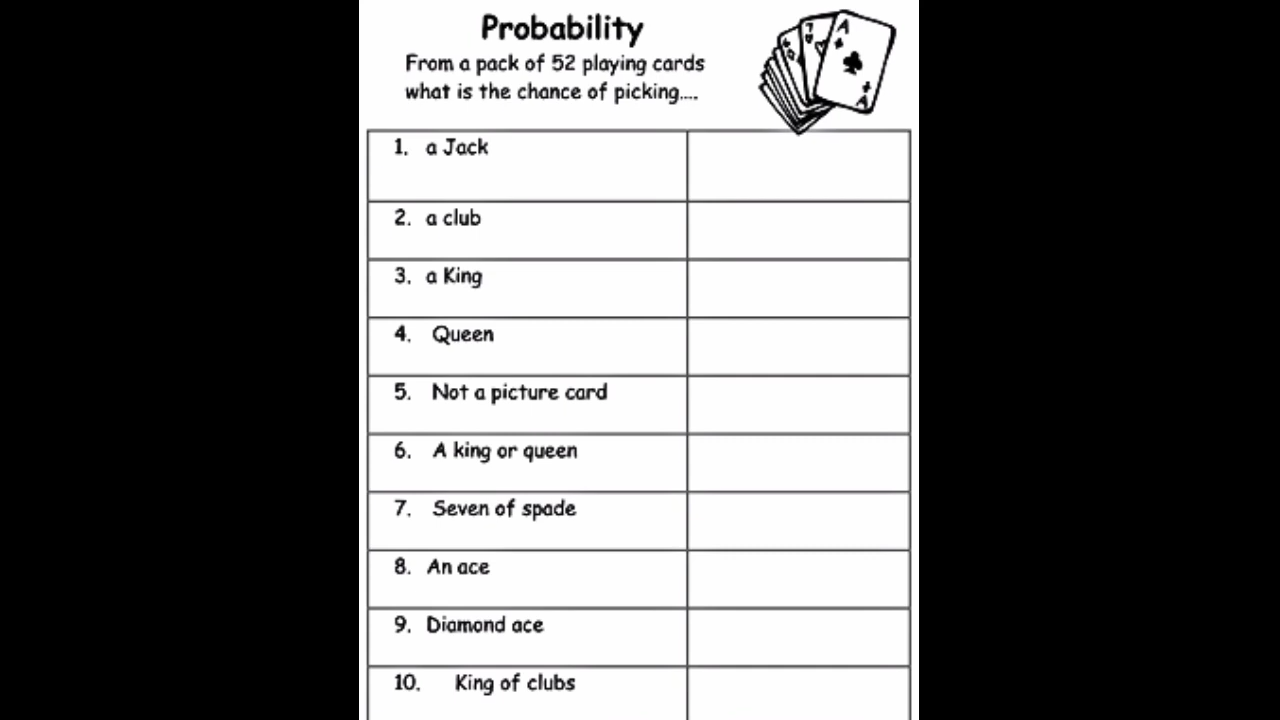 Probability
From a pack of 52 playing cards
what is the chance of picking....
1. a Jack
2. a club
3. a King
4. Queen
5. Not a picture card
6. A king or queen
7. Seven of spade
8. An ace
9. Diamond ace
10. King of clubs
A
7
A